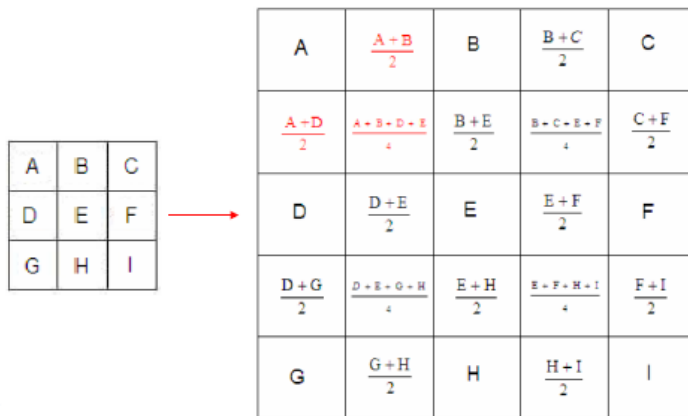 A B C
D E F
G H I
A (A+B)/2 B (B+C)/2 C
(A+D)/2 (A+B+D+E)/4 (B+E)/2 (B+C+E+F)/4 (C+F)/2
D (D+E)/2 E (E+F)/2 F
(D+G)/2 (D+E+G+H)/4 (E+H)/2 (E+F+H+I)/4 (F+I)/2
G (G+H)/2 H (H+I)/2 I